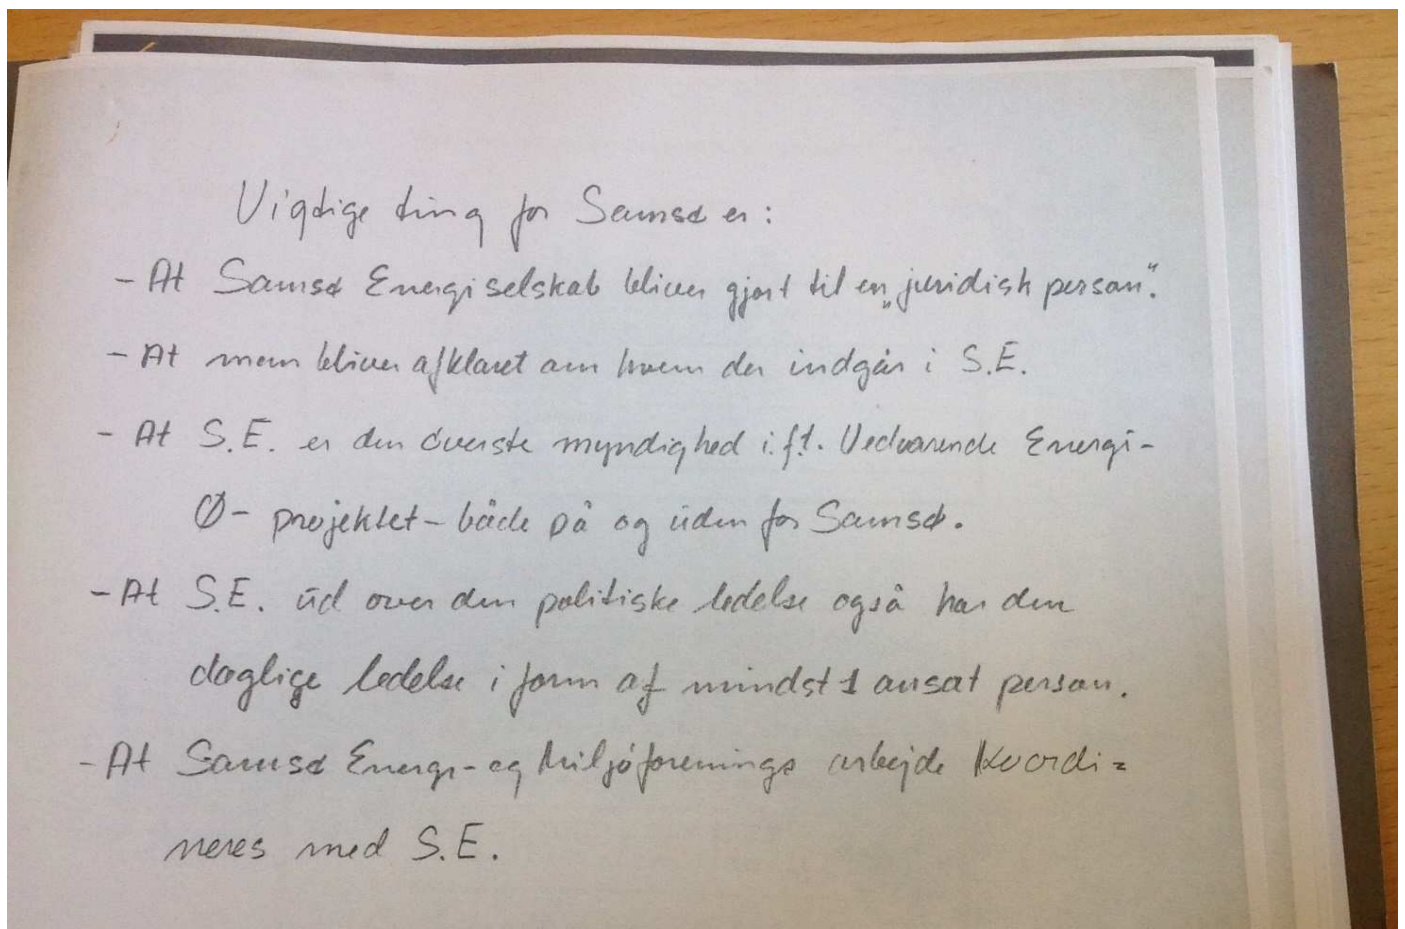 Vigtige ting for Samsø er:
- At Samsø Energiselskab bliver gjort til en „juridisk person".
- At man bliver afklaret om hvem der indgår i S.E.
- At S.E. er den överste myndighed i.f.t. Vedvarende Energi-
Ø- projektet - både på og uden for Samsø.
- At S.E. ud over den politiske ledelse også har den
daglige ledelse i form af mindst 1 ansat person.
- At Samsø Energi- og Miljóforenings arbejde koordi=
neres med S.E.